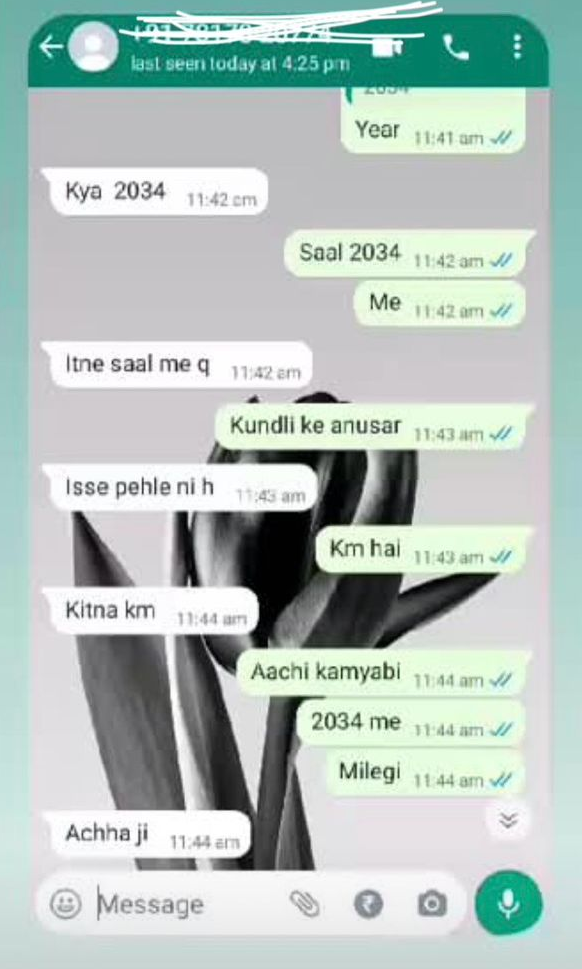 last seen today at 4:25 pm
2034
Year 11:41 am
Kya 2034 11:42 am
Saal 2034 11:42 am
Me 11:42 am
Itne saal me q 11:42 am
Kundli ke anusar 11:43 am
Isse pehle ni h 11:43 am
Km hai 11:43 am
Kitna km 11:44 am
Aachi kamyabi 11:44 am
2034 me 11:44 am
Milegi 11:44 am
Achha ji 11:44 am
Message